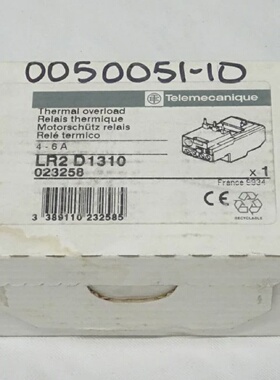 0050051-10
Telemecanique
Thermal overload
Relais thermique
Motorschütz relais
Relé termico
4 - 6 A
LR2 D1310
023258
x 1
France 9934
3 389110 232585
CE
RECYCLABLE